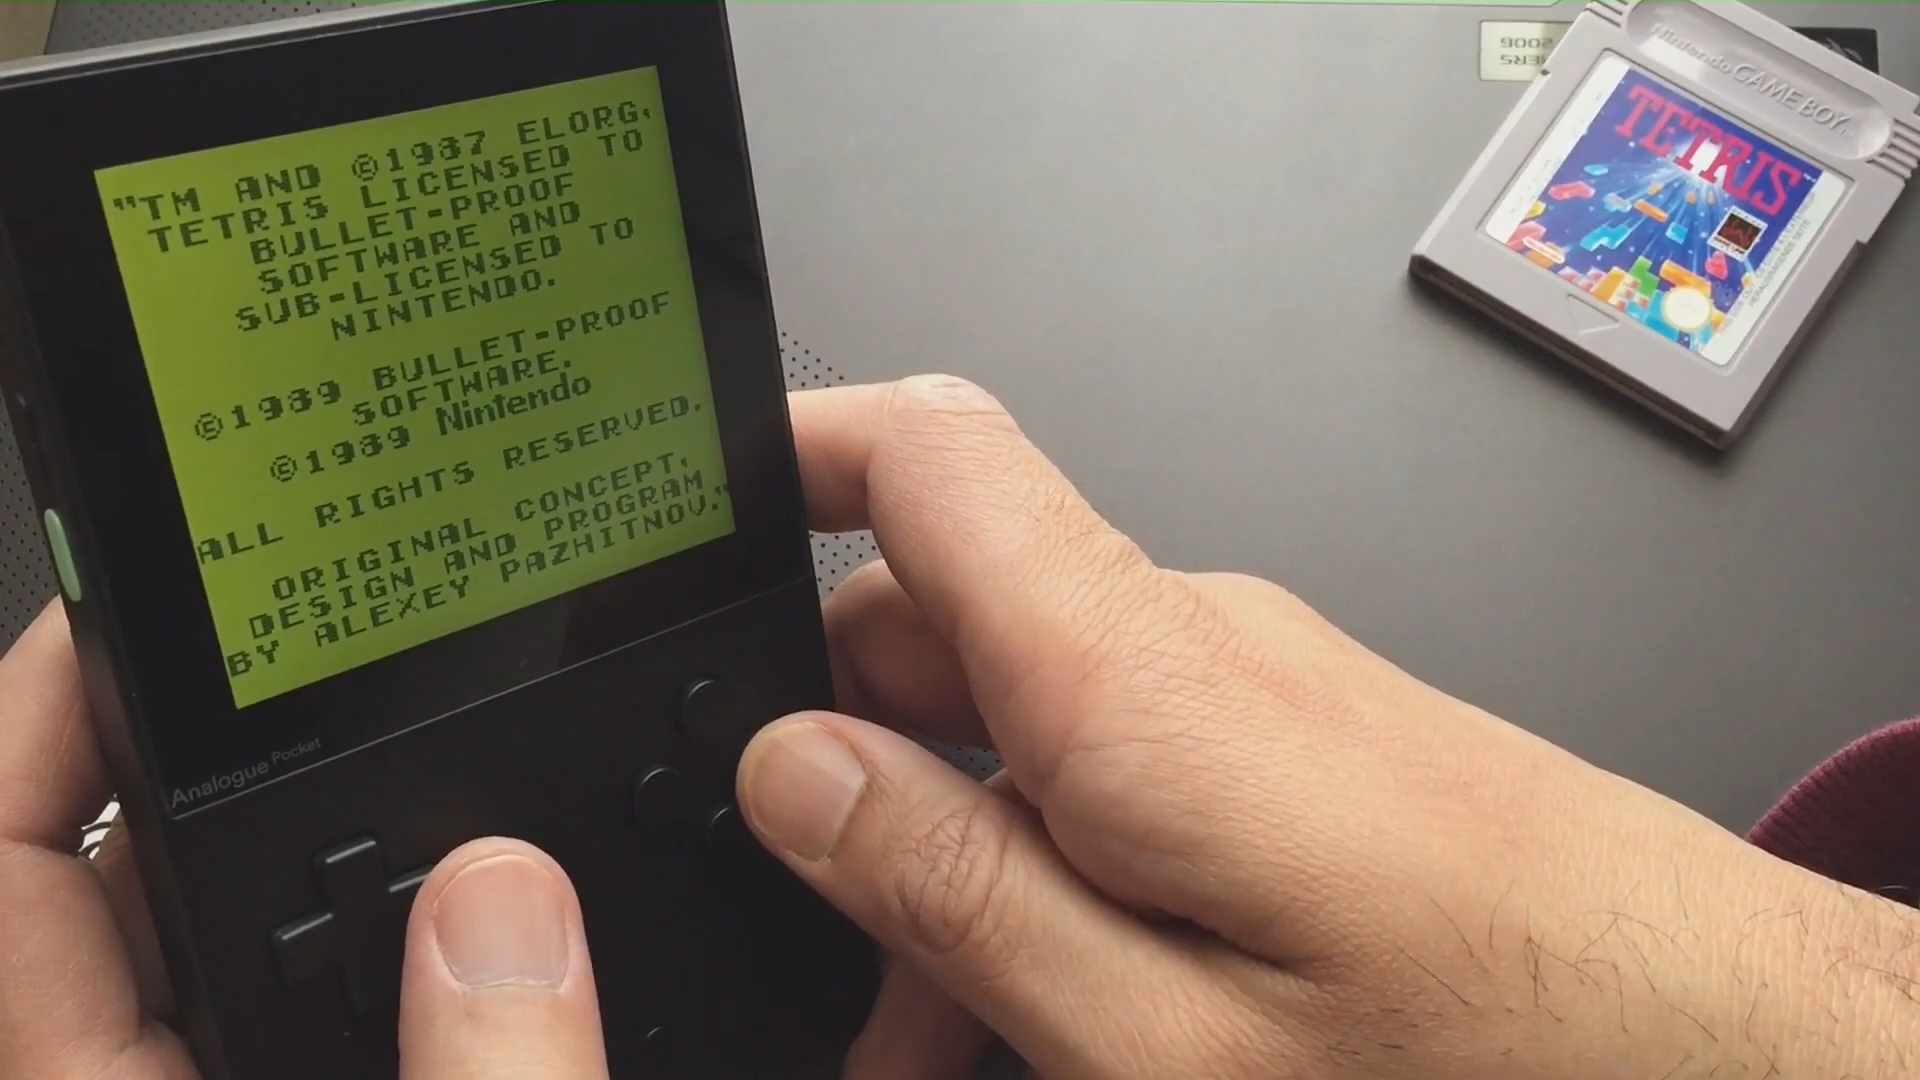 "TM AND ©1987 ELORG,
TETRIS LICENSED TO
BULLET-PROOF
SOFTWARE AND
SUB-LICENSED TO
NINTENDO.
©1989 BULLET-PROOF
SOFTWARE.
©1989 Nintendo
ALL RIGHTS RESERVED.
ORIGINAL CONCEPT,
DESIGN AND PROGRAM
BY ALEXEY PAZHITNOV."
Analogue Pocket
Nintendo GAME BOY
TETRIS